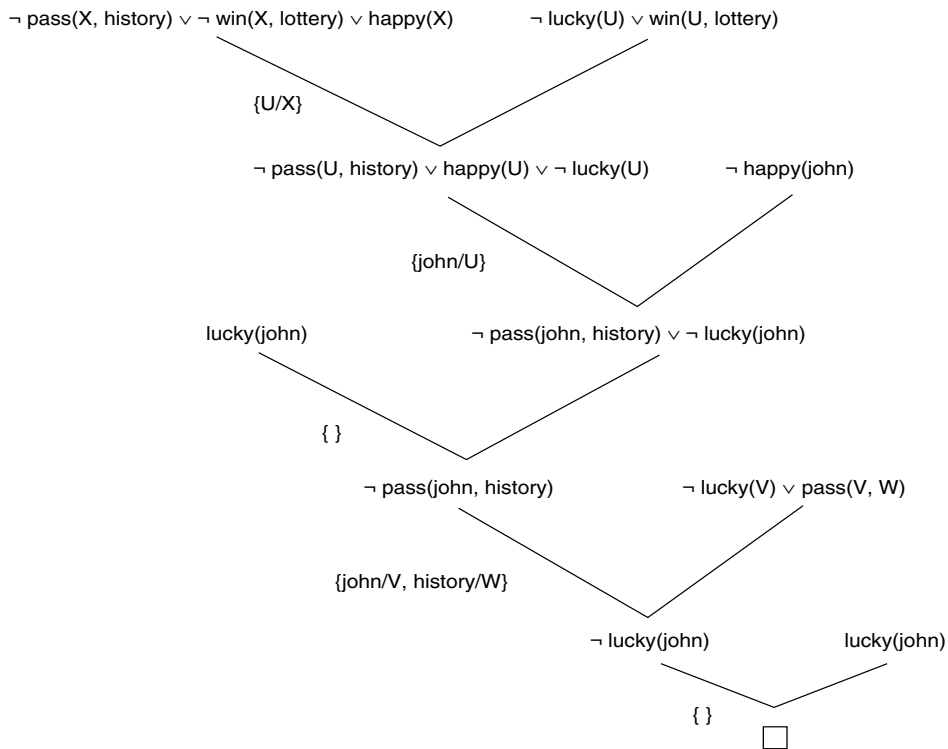 ¬ pass(X, history) ∨ ¬ win(X, lottery) ∨ happy(X) ¬ lucky(U) ∨ win(U, lottery)
{U/X}
¬ pass(U, history) ∨ happy(U) ∨ ¬ lucky(U) ¬ happy(john)
{john/U}
lucky(john) ¬ pass(john, history) ∨ ¬ lucky(john)
{ }
¬ pass(john, history) ¬ lucky(V) ∨ pass(V, W)
{john/V, history/W}
¬ lucky(john) lucky(john)
{ }